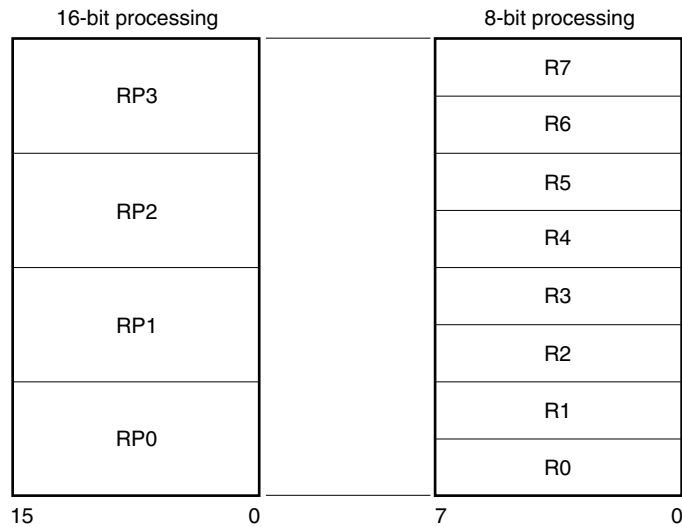 16-bit processing
RP3
RP2
RP1
RP0
15 0
8-bit processing
R7
R6
R5
R4
R3
R2
R1
R0
7 0